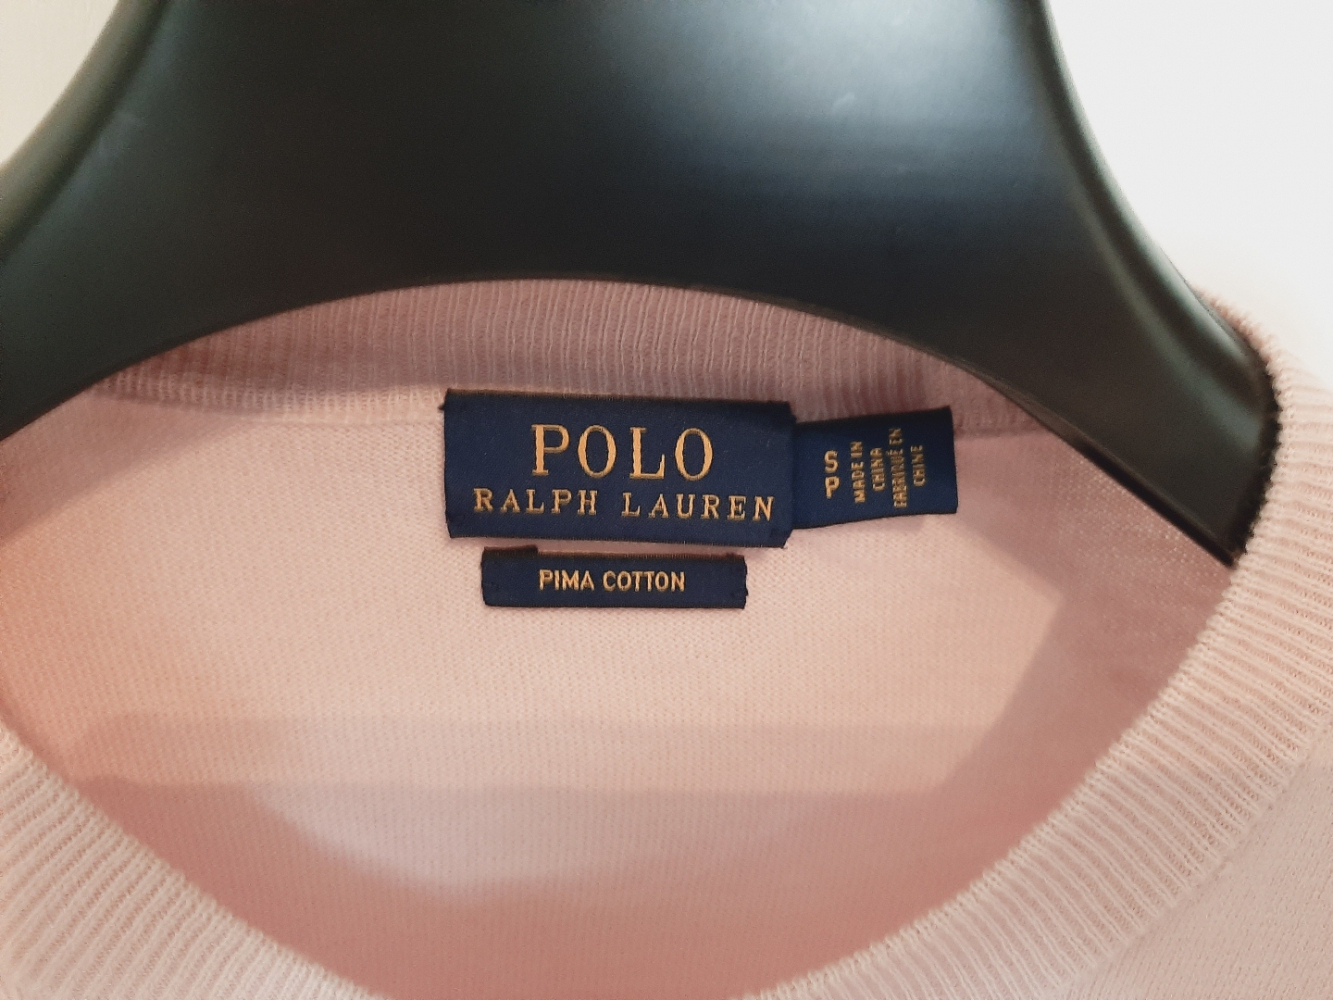 POLO
RALPH LAUREN
S
P
MADE IN
CHINA
FABRIQUÉ EN
CHINE
PIMA COTTON